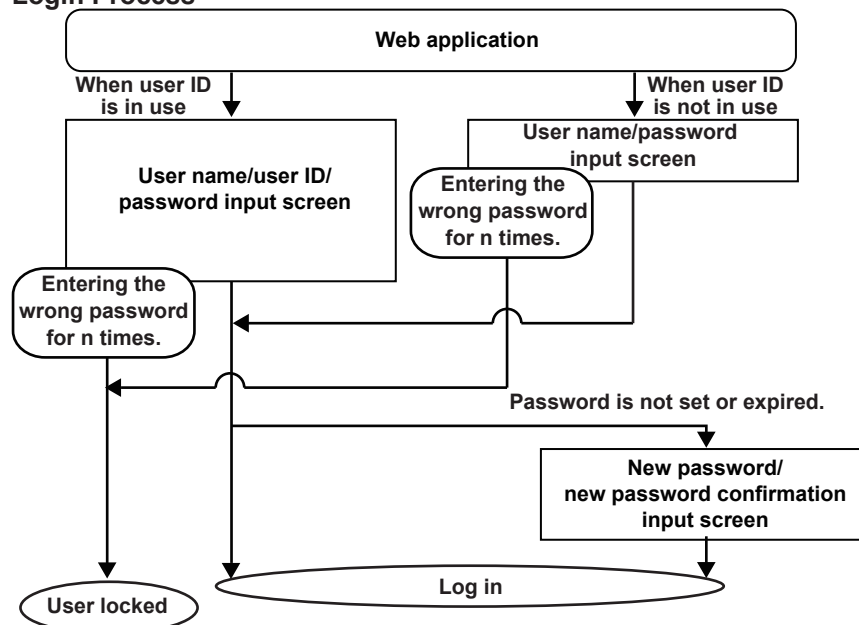 Login Process
Web application
When user ID
is in use
When user ID
is not in use
User name/user ID/
password input screen
User name/password
input screen
Entering the
wrong password
for n times.
Entering the
wrong password
for n times.
Password is not set or expired.
New password/
new password confirmation
input screen
User locked
Log in